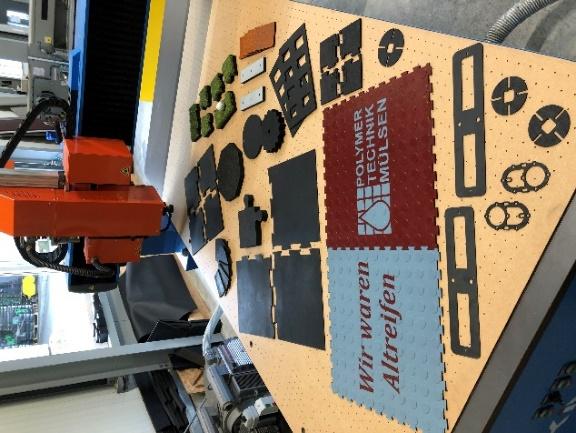 POLYMER
TECHNIK
MÜLSEN
Wir waren
Altreifen